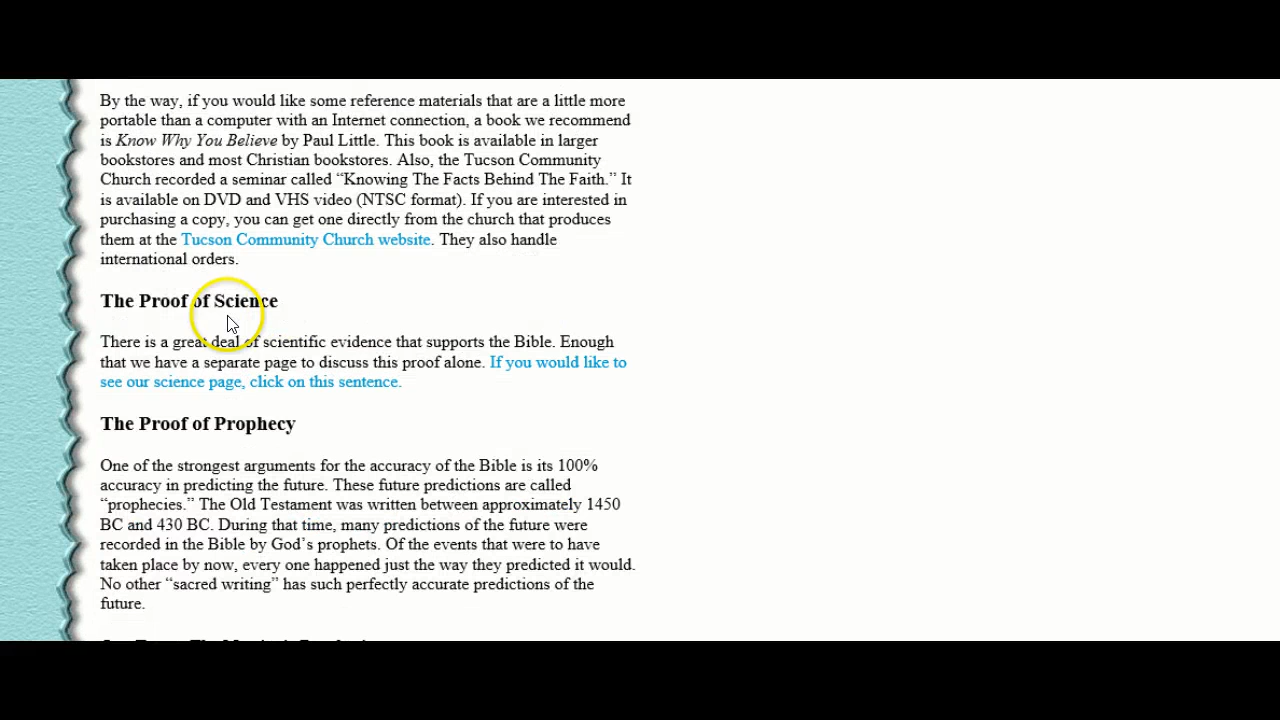 By the way, if you would like some reference materials that are a little more
portable than a computer with an Internet connection, a book we recommend
is Know Why You Believe by Paul Little. This book is available in larger
bookstores and most Christian bookstores. Also, the Tucson Community
Church recorded a seminar called “Knowing The Facts Behind The Faith.” It
is available on DVD and VHS video (NTSC format). If you are interested in
purchasing a copy, you can get one directly from the church that produces
them at the Tucson Community Church website. They also handle
international orders.
The Proof of Science
There is a great deal of scientific evidence that supports the Bible. Enough
that we have a separate page to discuss this proof alone. If you would like to
see our science page, click on this sentence.
The Proof of Prophecy
One of the strongest arguments for the accuracy of the Bible is its 100%
accuracy in predicting the future. These future predictions are called
“prophecies.” The Old Testament was written between approximately 1450
BC and 430 BC. During that time, many predictions of the future were
recorded in the Bible by God’s prophets. Of the events that were to have
taken place by now, every one happened just the way they predicted it would.
No other “sacred writing” has such perfectly accurate predictions of the
future.